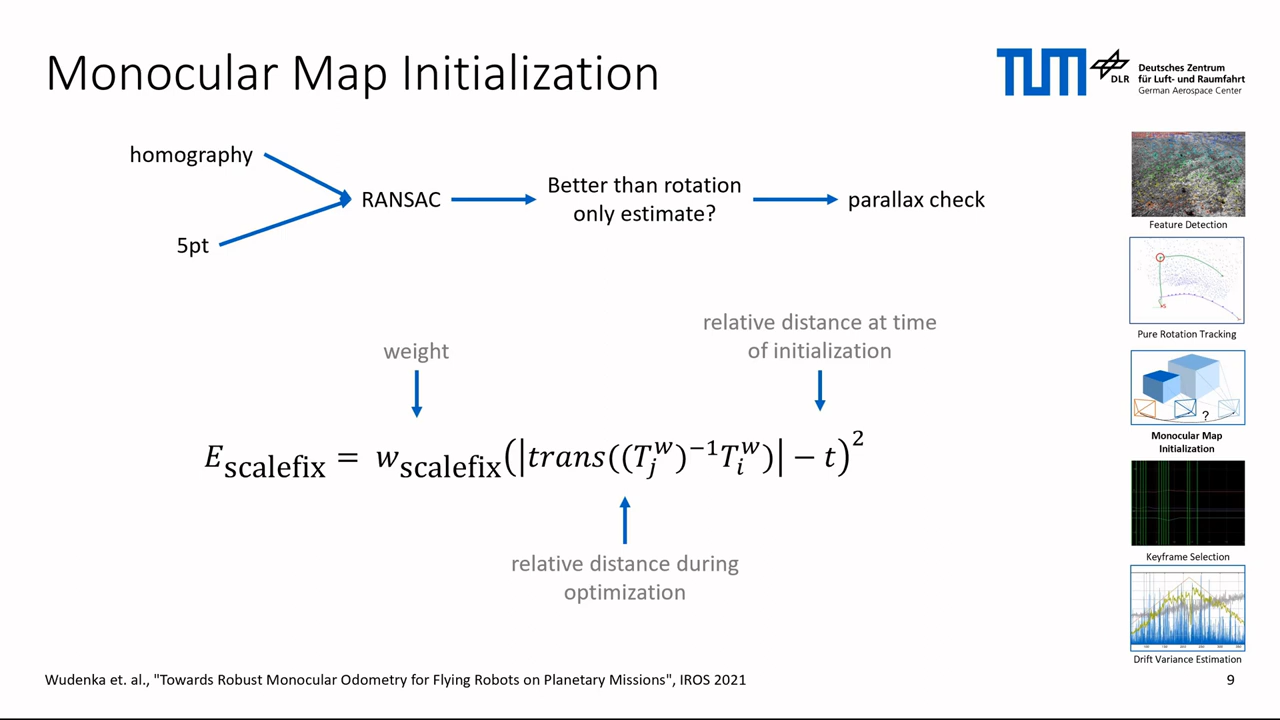 Monocular Map Initialization
TUM
DLR
Deutsches Zentrum
für Luft- und Raumfahrt
German Aerospace Center
homography
5pt
RANSAC
Better than rotation
only estimate?
parallax check
weight
relative distance at time
of initialization
E_scalefix = w_scalefix(|trans((T_j^w)^{-1}T_i^w)| − t)^2
relative distance during
optimization
Feature Detection
Pure Rotation Tracking
?
Monocular Map
Initialization
Keyframe Selection
Drift Variance Estimation
Wudenka et. al., "Towards Robust Monocular Odometry for Flying Robots on Planetary Missions", IROS 2021
9